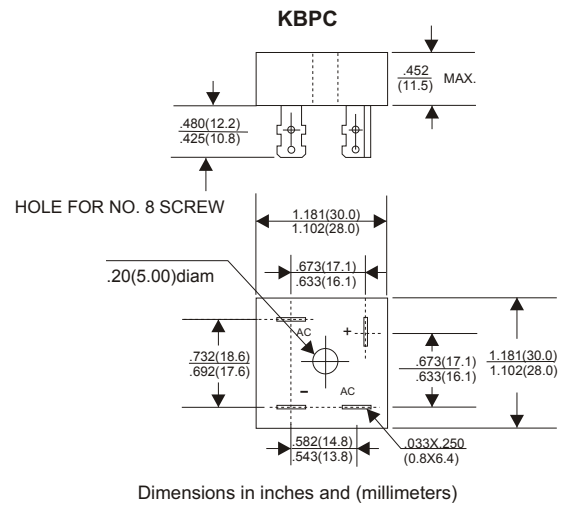 KBPC
.452
(11.5)
MAX.
.480(12.2)
.425(10.8)
HOLE FOR NO. 8 SCREW
1.181(30.0)
1.102(28.0)
.20(5.00)diam
.673(17.1)
.633(16.1)
AC
+
.732(18.6)
.692(17.6)
.673(17.1)
.633(16.1)
1.181(30.0)
1.102(28.0)
–
AC
.582(14.8)
.543(13.8)
.033X.250
(0.8X6.4)
Dimensions in inches and (millimeters)